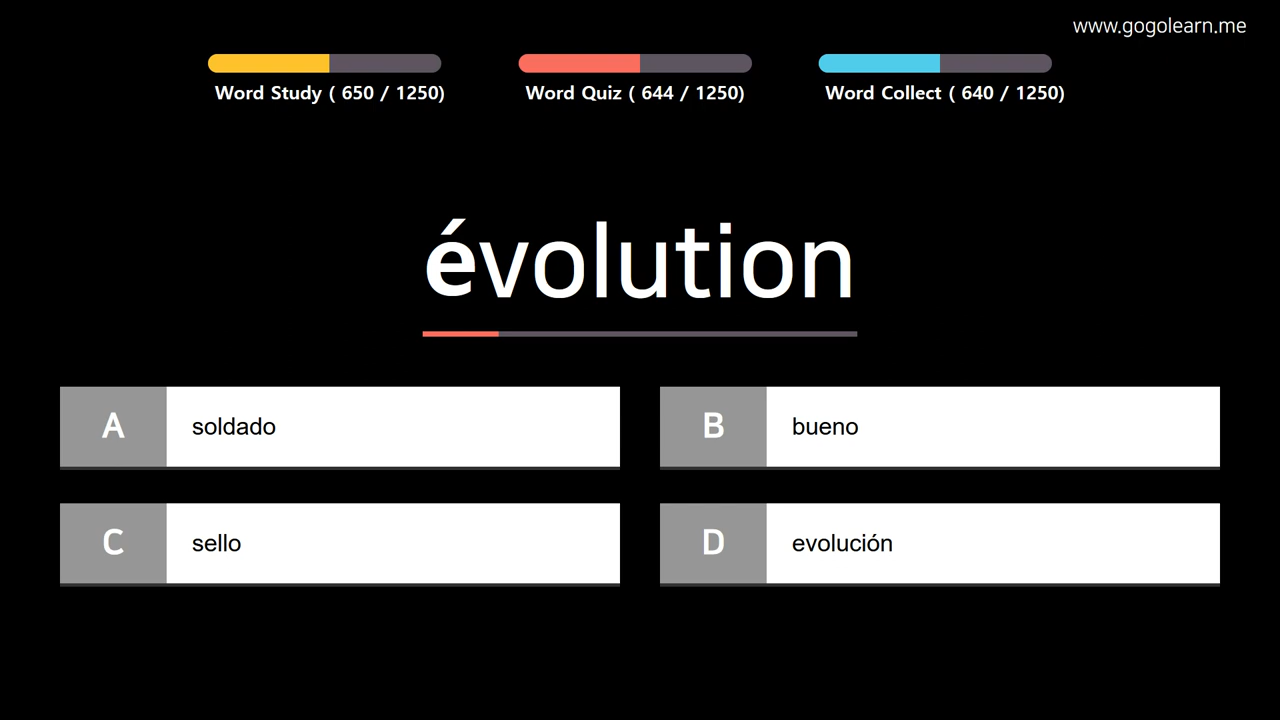 www.gogolearn.me
Word Study ( 650 / 1250)
Word Quiz ( 644 / 1250)
Word Collect ( 640 / 1250)
évolution
A soldado
B bueno
C sello
D evolución